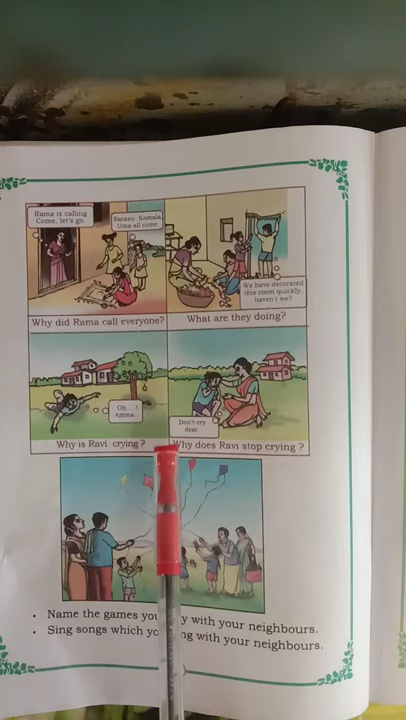 Rama is calling
Come, let's go.
Sarasu, Kamala,
Uma all come
We have decorated
this room quickly,
haven't we?
Why did Rama call everyone?
What are they doing?
Oh....!
Amma...
Don't cry
dear
Why is Ravi crying ?
Why does Ravi stop crying ?
• Name the games you with your neighbours.
• Sing songs which with your neighbours.